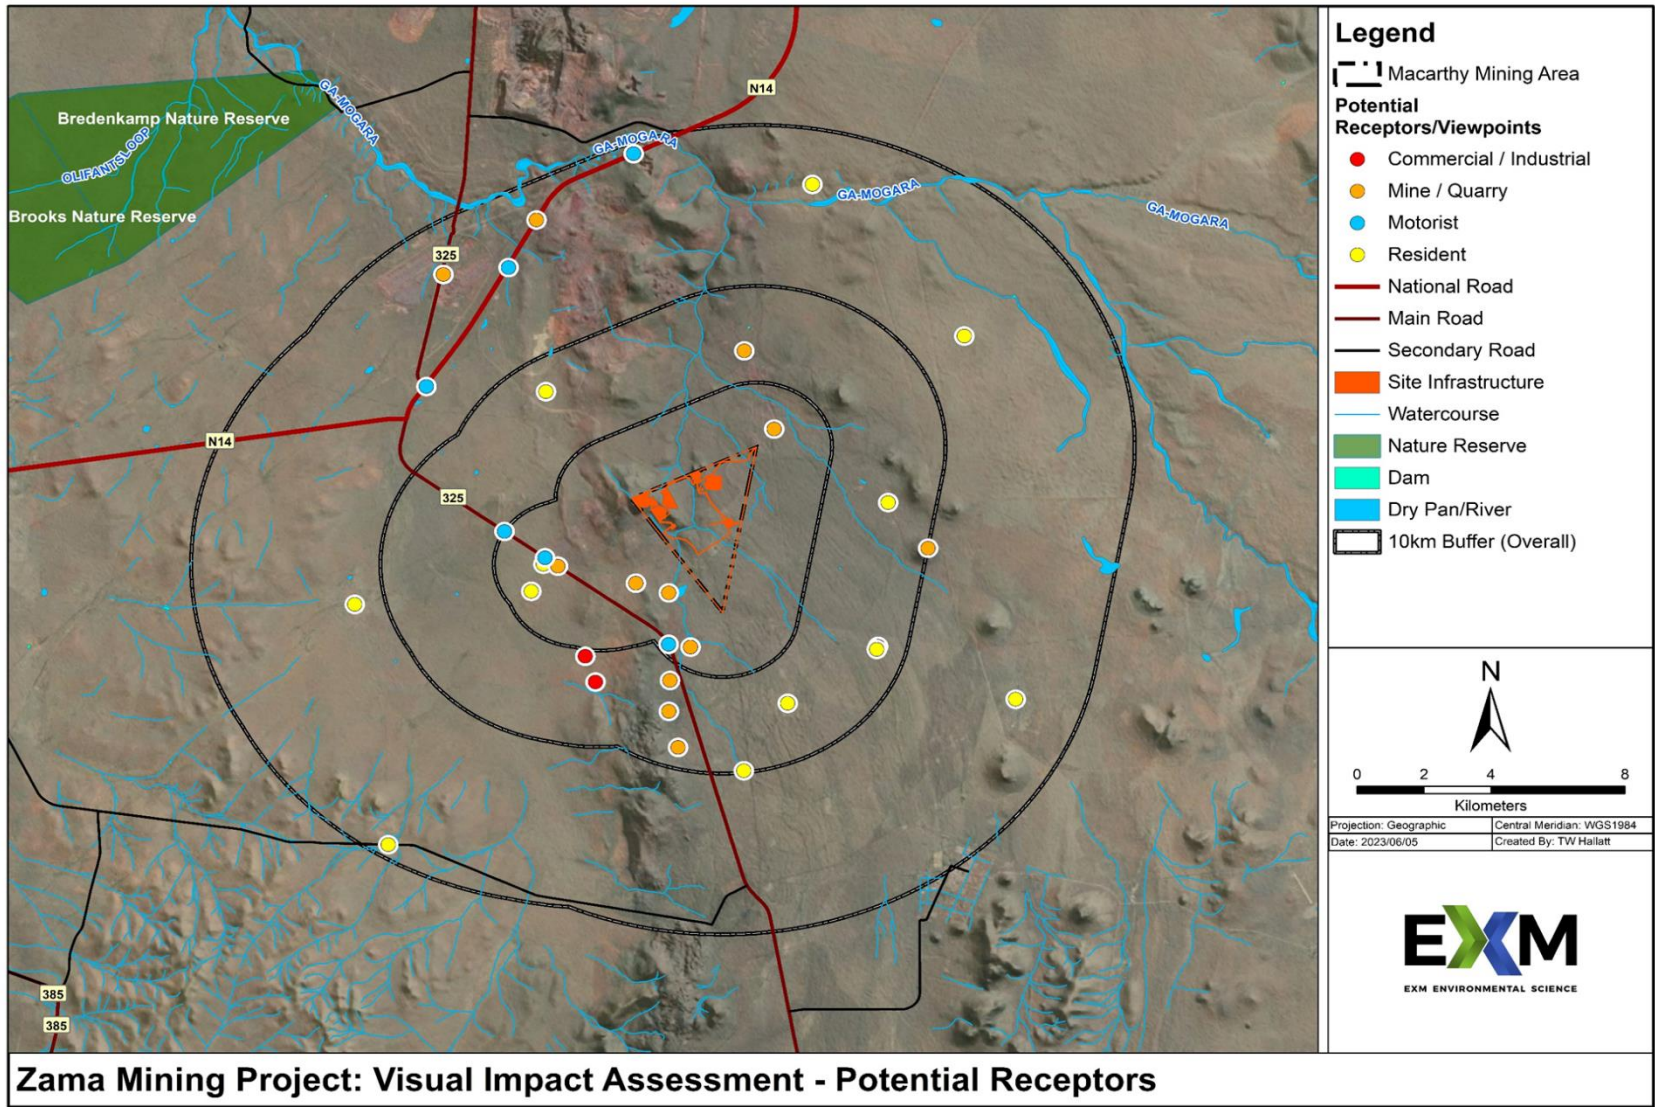 N14
GA-MOGARA
Bredenkamp Nature Reserve
GA-MOGARA
OLIFANTSLOOP
GA-MOGARA
GA-MOGARA
Brooks Nature Reserve
325
N14
325
385
385
Legend
Macarthy Mining Area
Potential
Receptors/Viewpoints
Commercial / Industrial
Mine / Quarry
Motorist
Resident
National Road
Main Road
Secondary Road
Site Infrastructure
Watercourse
Nature Reserve
Dam
Dry Pan/River
10km Buffer (Overall)
N
0 2 4 8
Kilometers
Projection: Geographic
Central Meridian: WGS1984
Date: 2023/06/05
Created By: TW Hallatt
EXM
EXM ENVIRONMENTAL SCIENCE
Zama Mining Project: Visual Impact Assessment - Potential Receptors